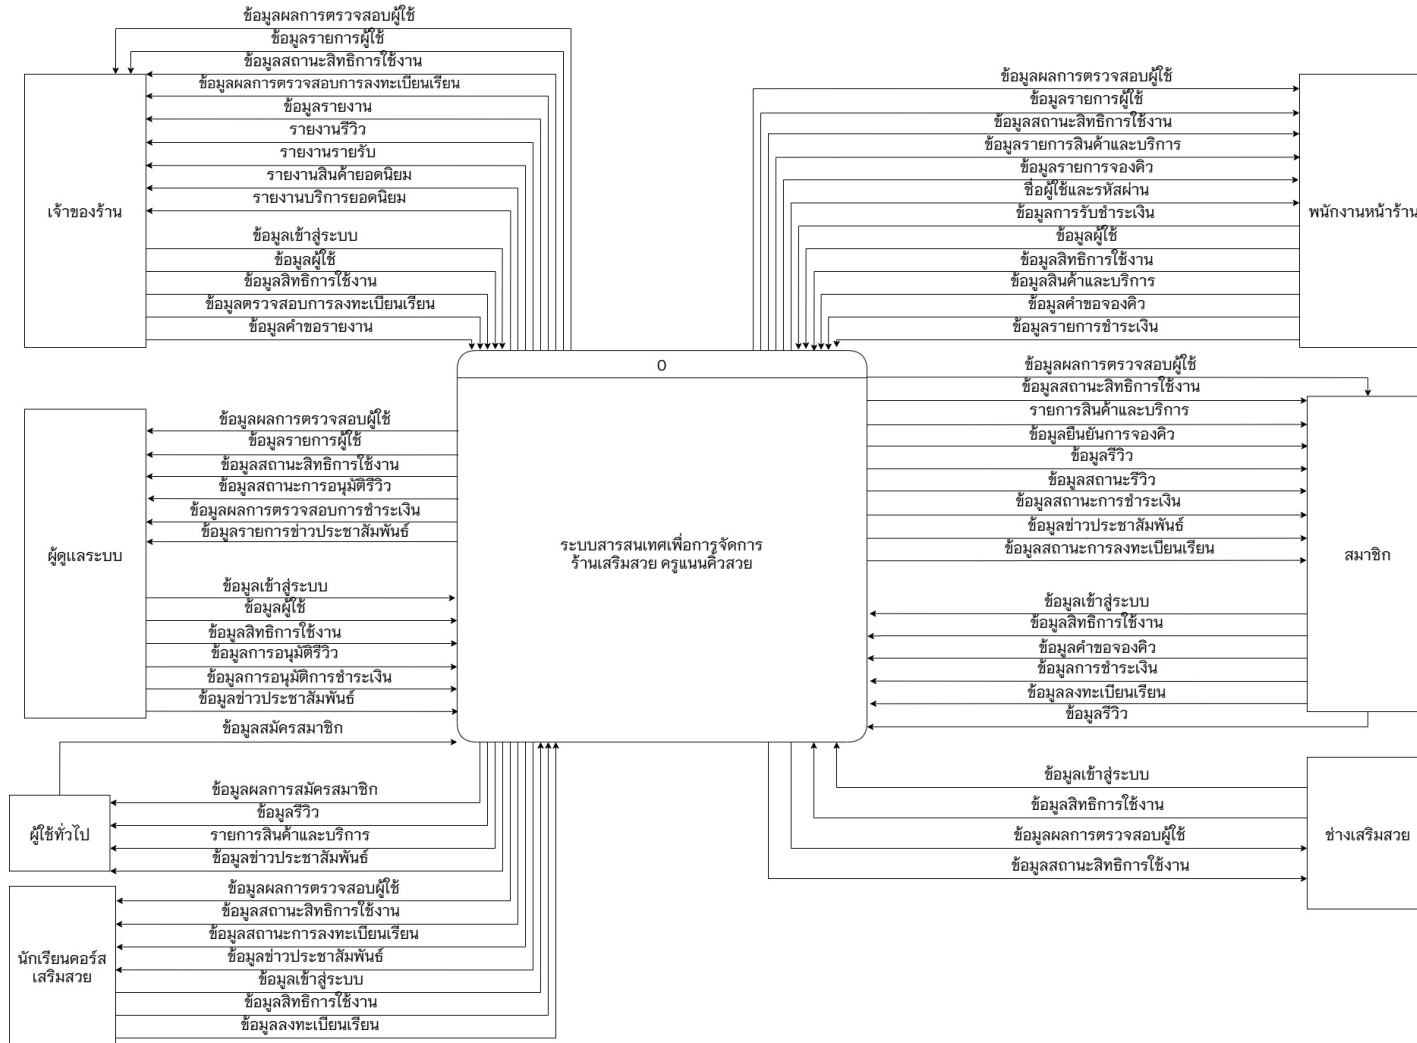 ข้อมูลผลการตรวจสอบผู้ใช้
ข้อมูลรายการผู้ใช้
ข้อมูลสถานะสิทธิการใช้งาน
ข้อมูลผลการตรวจสอบการลงทะเบียนเรียน
ข้อมูลรายงาน
รายงานรีวิว
รายงานรายรับ
รายงานสินค้ายอดนิยม
รายงานบริการยอดนิยม
เจ้าของร้าน
ข้อมูลเข้าสู่ระบบ
ข้อมูลผู้ใช้
ข้อมูลสิทธิการใช้งาน
ข้อมูลตรวจสอบการลงทะเบียนเรียน
ข้อมูลคำขอรายงาน
ข้อมูลผลการตรวจสอบผู้ใช้
ข้อมูลรายการผู้ใช้
ข้อมูลสถานะสิทธิการใช้งาน
ข้อมูลรายการสินค้าและบริการ
ข้อมูลรายการจองคิว
ชื่อผู้ใช้และรหัสผ่าน
ข้อมูลการรับชำระเงิน
ข้อมูลผู้ใช้
ข้อมูลสิทธิการใช้งาน
ข้อมูลสินค้าและบริการ
ข้อมูลคำขอจองคิว
ข้อมูลรายการชำระเงิน
พนักงานหน้าร้าน
0
ระบบสารสนเทศเพื่อการจัดการ
ร้านเสริมสวย ครูแนนคิ้วสวย
ข้อมูลผลการตรวจสอบผู้ใช้
ข้อมูลรายการผู้ใช้
ข้อมูลสถานะสิทธิการใช้งาน
ข้อมูลสถานะการอนุมัติรีวิว
ข้อมูลผลการตรวจสอบการชำระเงิน
ข้อมูลรายการข่าวประชาสัมพันธ์
ผู้ดูแลระบบ
ข้อมูลเข้าสู่ระบบ
ข้อมูลผู้ใช้
ข้อมูลสิทธิการใช้งาน
ข้อมูลการอนุมัติรีวิว
ข้อมูลการอนุมัติการชำระเงิน
ข้อมูลข่าวประชาสัมพันธ์
ข้อมูลผลการตรวจสอบผู้ใช้
ข้อมูลสถานะสิทธิการใช้งาน
รายการสินค้าและบริการ
ข้อมูลยืนยันการจองคิว
ข้อมูลรีวิว
ข้อมูลสถานะรีวิว
ข้อมูลสถานะการชำระเงิน
ข้อมูลข่าวประชาสัมพันธ์
ข้อมูลสถานะการลงทะเบียนเรียน
สมาชิก
ข้อมูลเข้าสู่ระบบ
ข้อมูลสิทธิการใช้งาน
ข้อมูลคำขอจองคิว
ข้อมูลการชำระเงิน
ข้อมูลลงทะเบียนเรียน
ข้อมูลรีวิว
ข้อมูลสมัครสมาชิก
ข้อมูลผลการสมัครสมาชิก
ข้อมูลรีวิว
รายการสินค้าและบริการ
ข้อมูลข่าวประชาสัมพันธ์
ผู้ใช้ทั่วไป
ข้อมูลผลการตรวจสอบผู้ใช้
ข้อมูลสถานะสิทธิการใช้งาน
ข้อมูลสถานะการลงทะเบียนเรียน
ข้อมูลข่าวประชาสัมพันธ์
ข้อมูลเข้าสู่ระบบ
ข้อมูลสิทธิการใช้งาน
ข้อมูลลงทะเบียนเรียน
นักเรียนคอร์ส
เสริมสวย
ข้อมูลเข้าสู่ระบบ
ข้อมูลสิทธิการใช้งาน
ข้อมูลผลการตรวจสอบผู้ใช้
ข้อมูลสถานะสิทธิการใช้งาน
ช่างเสริมสวย